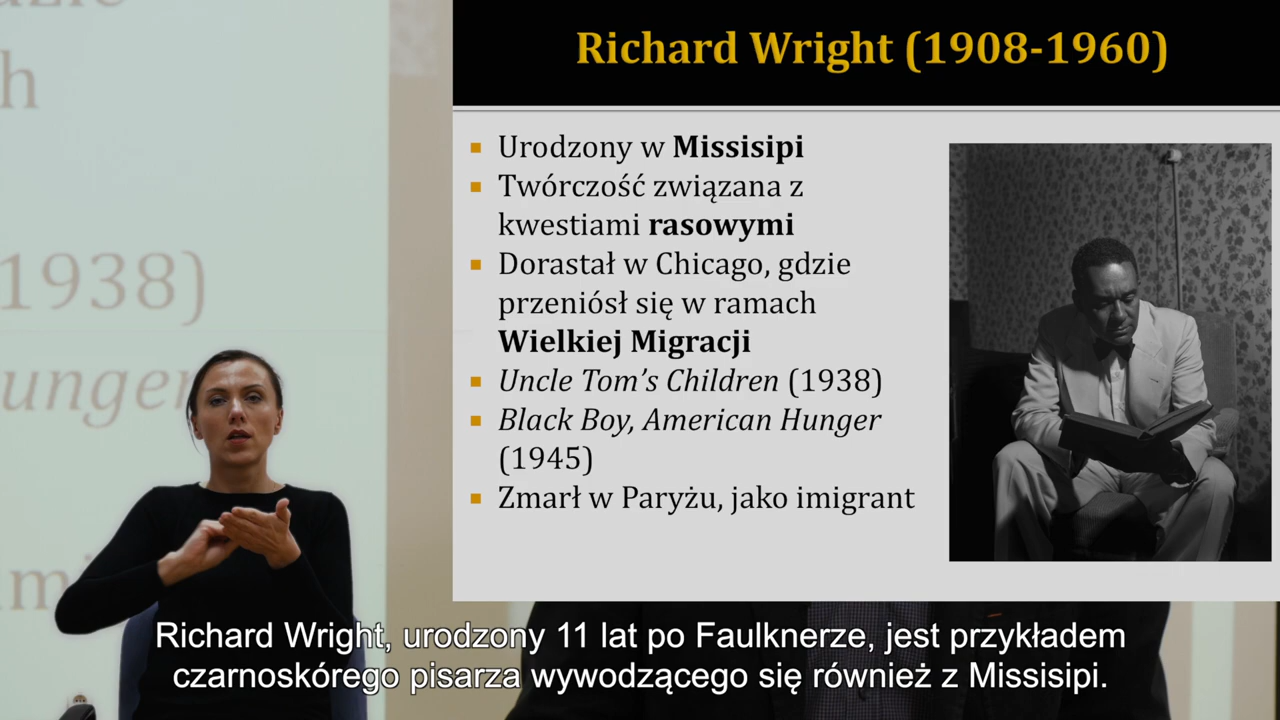 Richard Wright (1908-1960)
Urodzony w Missisipi
Twórczość związana z
kwestiami rasowymi
Dorastał w Chicago, gdzie
przeniósł się w ramach
Wielkiej Migracji
Uncle Tom's Children (1938)
Black Boy, American Hunger
(1945)
Zmarł w Paryżu, jako imigrant
1938)
unger
Richard Wright, urodzony 11 lat po Faulknerze, jest przykładem
czarnoskórego pisarza wywodzącego się również z Missisipi.